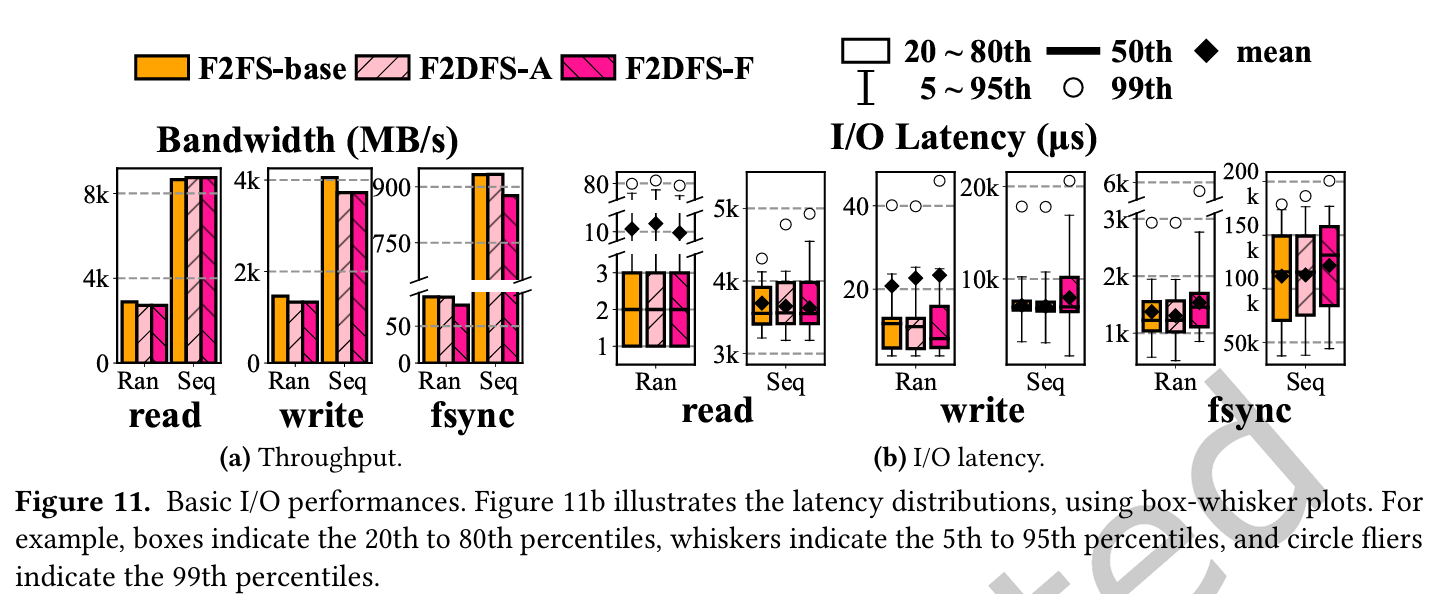 F2FS-base F2DFS-A F2DFS-F
20 ~ 80th 50th mean
5 ~ 95th 99th
Bandwidth (MB/s)
I/O Latency (μs)
8k
4k
0
Ran Seq
read
4k
2k
0
Ran Seq
write
900
750
50
0
Ran Seq
fsync
80
10
3
2
1
Ran
5k
4k
3k
Seq
read
40
20
Ran
20k
10k
Seq
write
6k
3k
2k
1k
Ran
200
k
150
k
100
k
50k
Seq
fsync
(a) Throughput.
(b) I/O latency.
Figure 11. Basic I/O performances. Figure 11b illustrates the latency distributions, using box-whisker plots. For
example, boxes indicate the 20th to 80th percentiles, whiskers indicate the 5th to 95th percentiles, and circle fliers
indicate the 99th percentiles.
ted